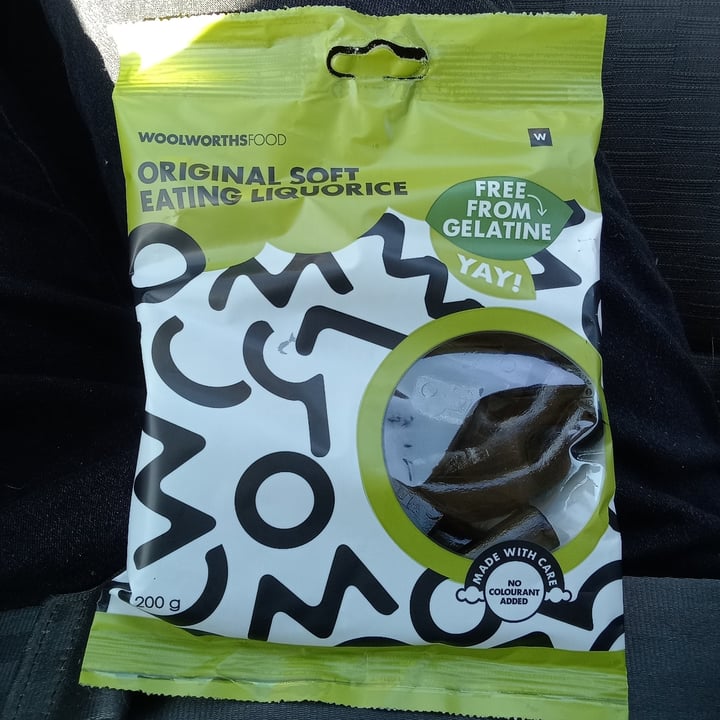 WOOLWORTHSFOOD
W
ORIGINAL SOFT
EATING LIQUORICE
FREE
FROM
GELATINE
YAY!
MADE WITH CARE
NO
COLOURANT
ADDED
200 g